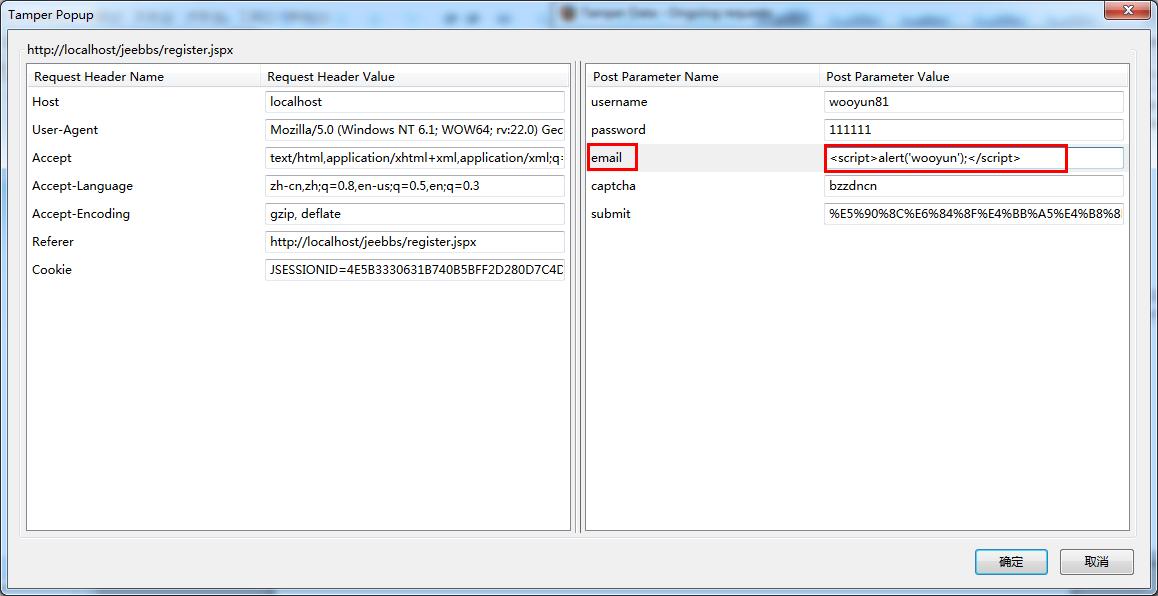 Tamper Popup
Tamper Data - Ongoing requests
http://localhost/jeebbs/register.jspx
Request Header Name Request Header Value
Host localhost
User-Agent Mozilla/5.0 (Windows NT 6.1; WOW64; rv:22.0) Gec
Accept text/html,application/xhtml+xml,application/xml;q=
Accept-Language zh-cn,zh;q=0.8,en-us;q=0.5,en;q=0.3
Accept-Encoding gzip, deflate
Referer http://localhost/jeebbs/register.jspx
Cookie JSESSIONID=4E5B3330631B740B5BFF2D280D7C4D
Post Parameter Name Post Parameter Value
username wooyun81
password 111111
email <script>alert('wooyun');</script>
captcha bzzdncn
submit %E5%90%8C%E6%84%8F%E4%BB%A5%E4%B8%8
确定 取消